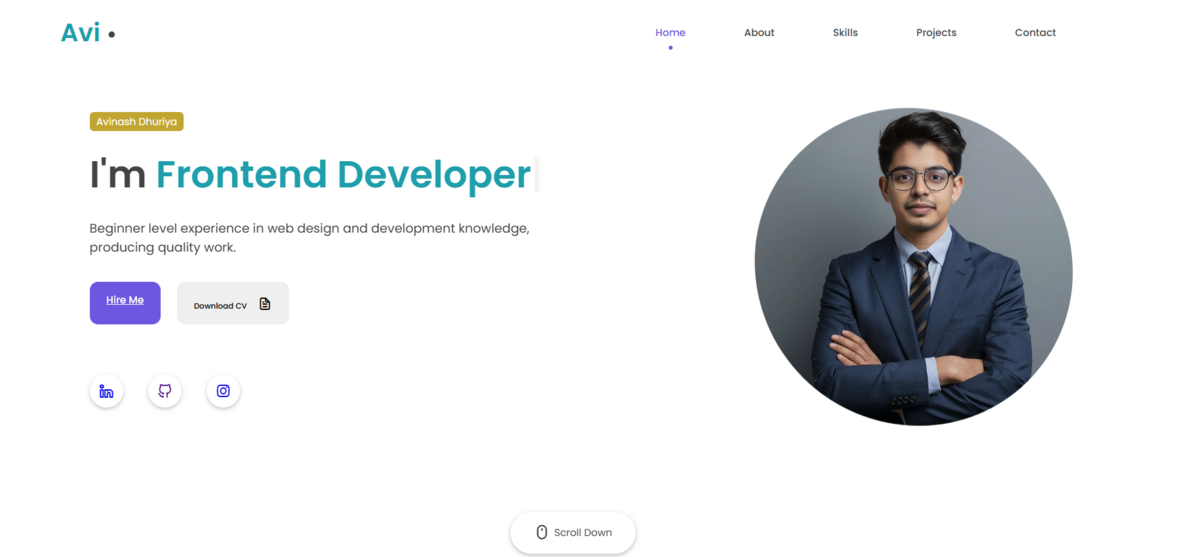 Avi
Home About Skills Projects Contact
Avinash Dhuriya
I'm Frontend Developer
Beginner level experience in web design and development knowledge,
producing quality work.
Hire Me
Download CV
in
Scroll Down